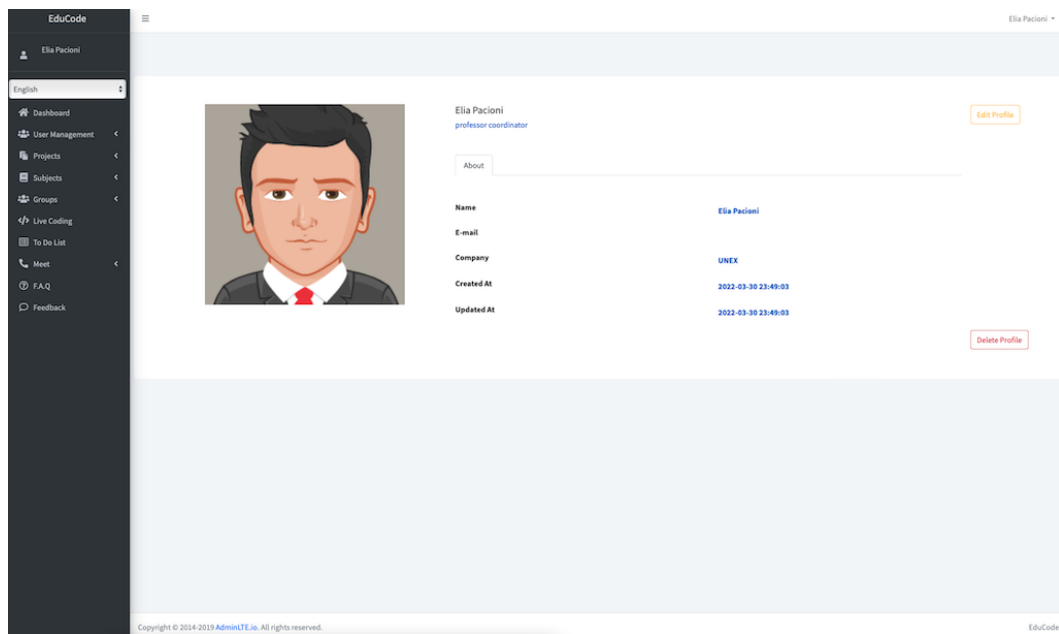 EduCode
Elia Pacioni
Elia Pacioni
English
Dashboard
User Management
Projects
Subjects
Groups
Live Coding
To Do List
Meet
F.A.Q
Feedback
Elia Pacioni
professor coordinator
Edit Profile
About
Name Elia Pacioni
E-mail
Company UNEX
Created At 2022-03-30 23:49:03
Updated At 2022-03-30 23:49:03
Delete Profile
Copyright © 2014-2019 AdminLTE.io. All rights reserved. EduCode